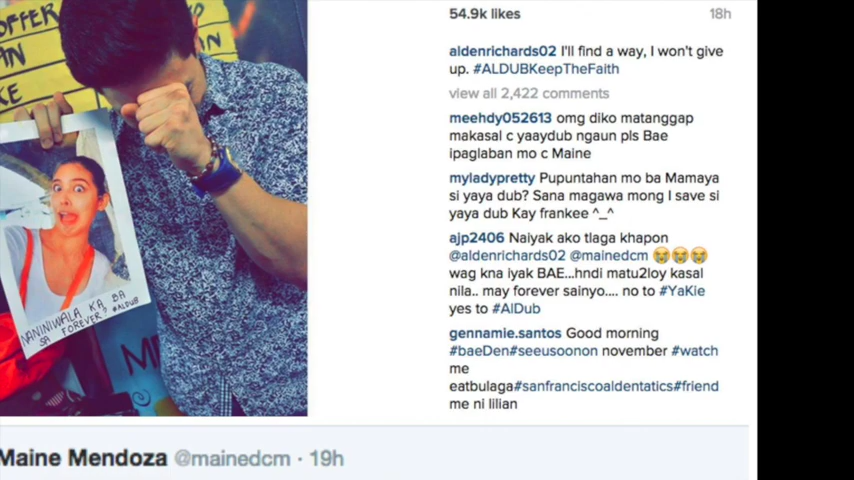 OFFER
AN
KE
NANINIWALA KA BA
SA FOREVER? #ALDUB
54.9k likes
18h
aldenrichards02 I'll find a way, I won't give
up. #ALDUBKeepTheFaith
view all 2,422 comments
meehdy052613 omg diko matanggap
makasal c yaaydub ngaun pls Bae
ipaglaban mo c Maine
myladypretty Pupuntahan mo ba Mamaya
si yaya dub? Sana magawa mong I save si
yaya dub Kay frankee ^_^
ajp2406 Naiyak ako tlaga khapon
@aldenrichards02 @mainedcm 😭😭😭
wag kna iyak BAE...hndi matu2loy kasal
nila.. may forever sainyo.... no to #YaKie
yes to #AlDub
gennamie.santos Good morning
#baeDen#seeusoonon november #watch
me
eatbulaga#sanfranciscoaldentatics#friend
me ni lilian
Maine Mendoza @mainedcm · 19h